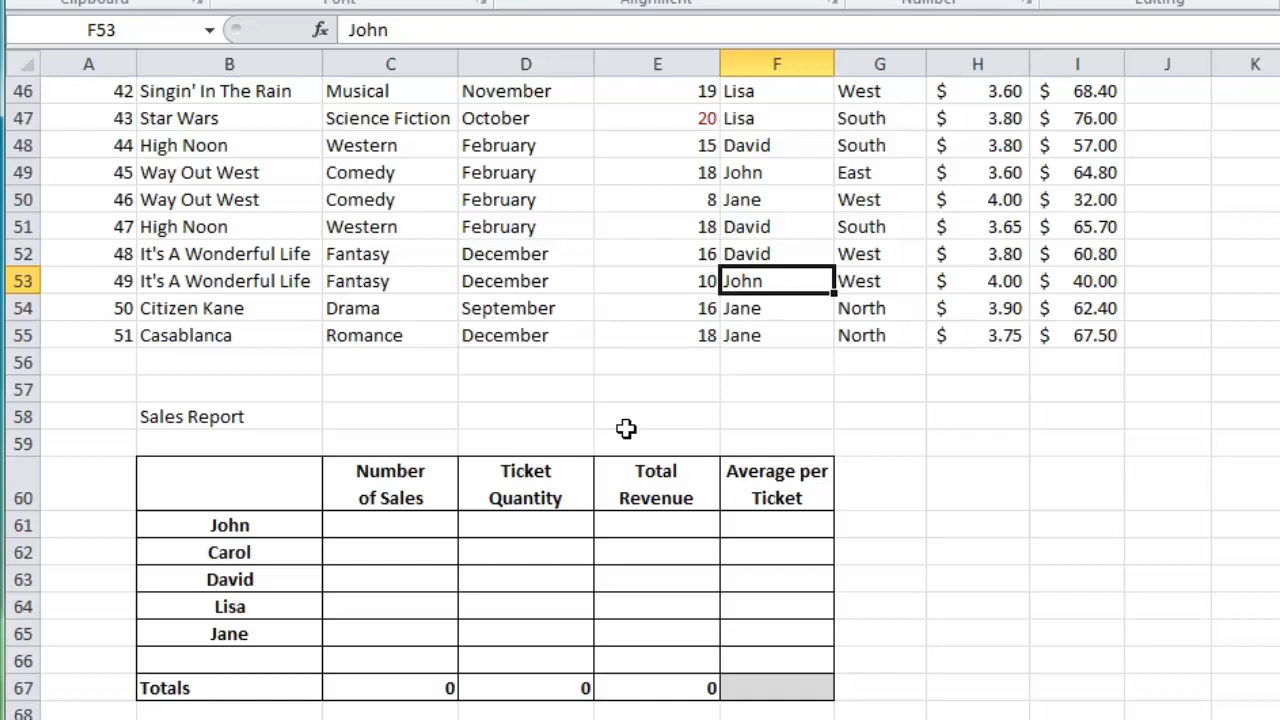 Clipboard Font Alignment Number Editing
F53 fx John
A B C D E F G H I J K
46 42 Singin' In The Rain Musical November 19 Lisa West $ 3.60 $ 68.40
47 43 Star Wars Science Fiction October 20 Lisa South $ 3.80 $ 76.00
48 44 High Noon Western February 15 David South $ 3.80 $ 57.00
49 45 Way Out West Comedy February 18 John East $ 3.60 $ 64.80
50 46 Way Out West Comedy February 8 Jane West $ 4.00 $ 32.00
51 47 High Noon Western February 18 David South $ 3.65 $ 65.70
52 48 It's A Wonderful Life Fantasy December 16 David West $ 3.80 $ 60.80
53 49 It's A Wonderful Life Fantasy December 10 John West $ 4.00 $ 40.00
54 50 Citizen Kane Drama September 16 Jane North $ 3.90 $ 62.40
55 51 Casablanca Romance December 18 Jane North $ 3.75 $ 67.50
56
57
58 Sales Report
59
Number Ticket Total Average per
60 of Sales Quantity Revenue Ticket
61 John
62 Carol
63 David
64 Lisa
65 Jane
66
67 Totals 0 0 0
68